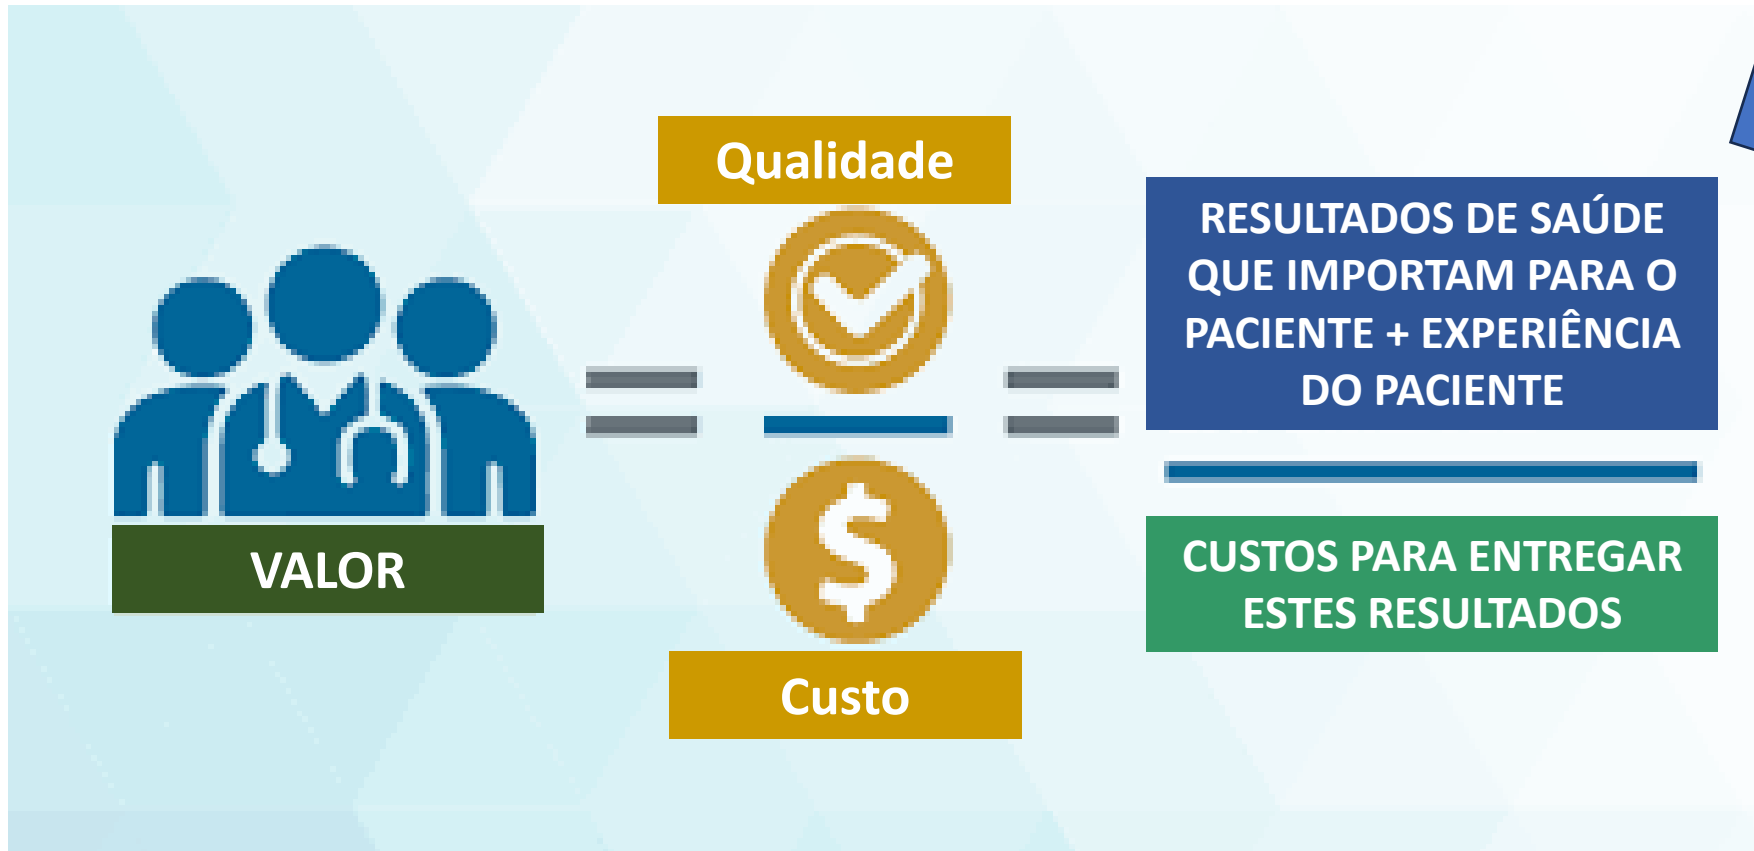 Qualidade
VALOR
Custo
RESULTADOS DE SAÚDE
QUE IMPORTAM PARA O
PACIENTE + EXPERIÊNCIA
DO PACIENTE
CUSTOS PARA ENTREGAR
ESTES RESULTADOS